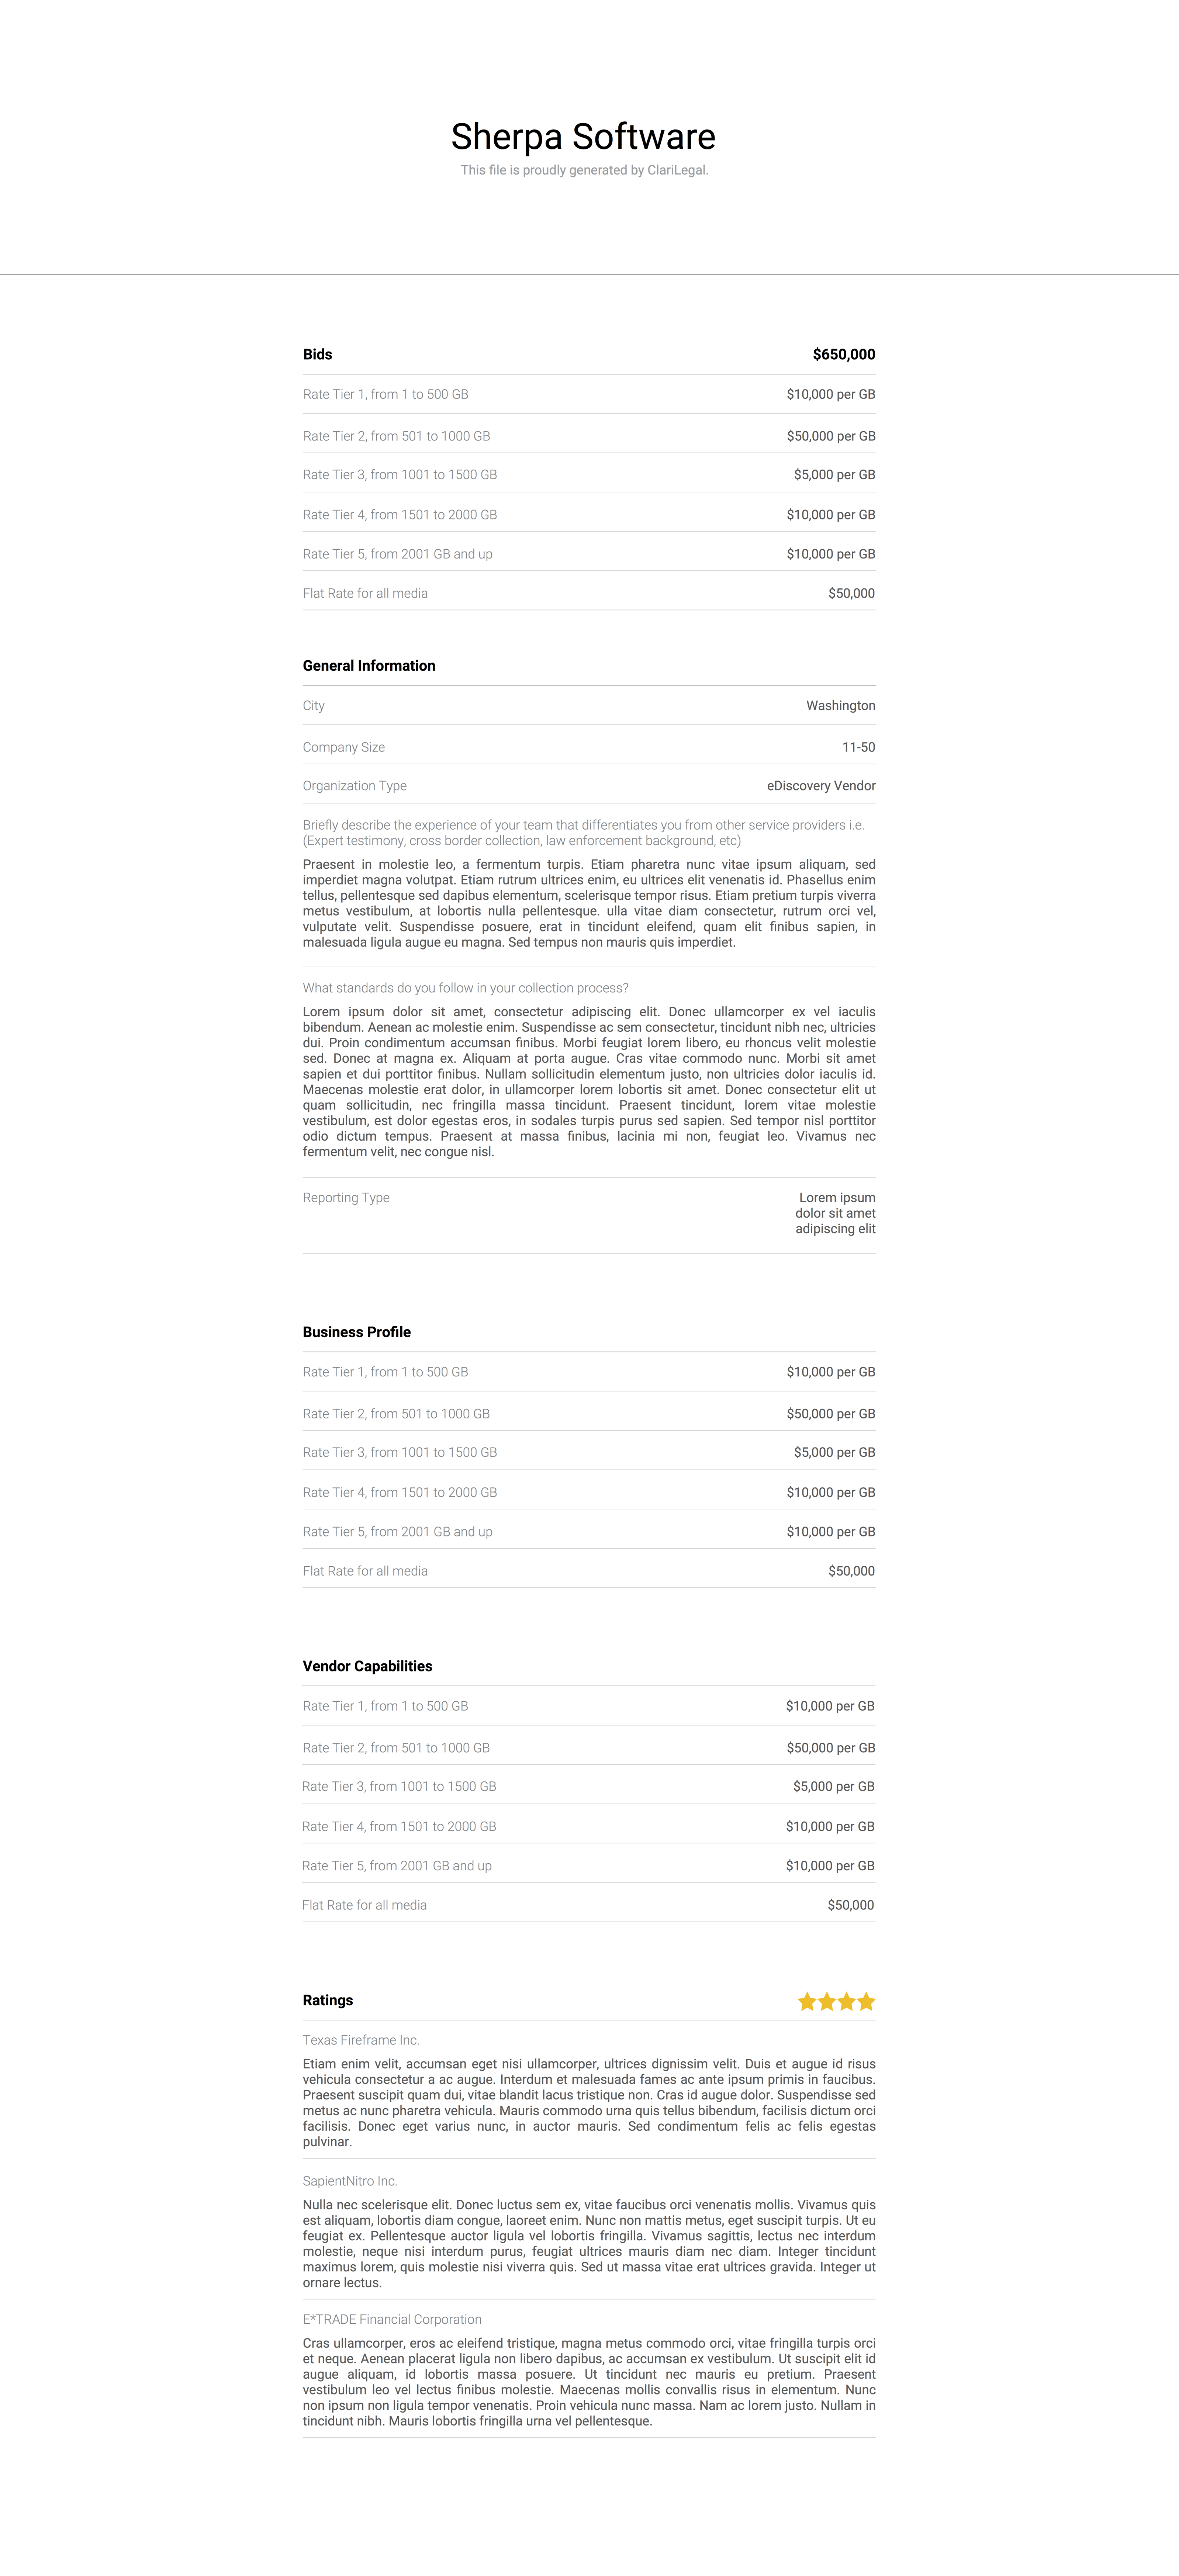 Sherpa Software
This file is proudly generated by ClariLegal.
Bids $650,000
Rate Tier 1, from 1 to 500 GB $10,000 per GB
Rate Tier 2, from 501 to 1000 GB $50,000 per GB
Rate Tier 3, from 1001 to 1500 GB $5,000 per GB
Rate Tier 4, from 1501 to 2000 GB $10,000 per GB
Rate Tier 5, from 2001 GB and up $10,000 per GB
Flat Rate for all media $50,000
General Information
City Washington
Company Size 11-50
Organization Type eDiscovery Vendor
Briefly describe the experience of your team that differentiates you from other service providers i.e.
(Expert testimony, cross border collection, law enforcement background, etc)
Praesent in molestie leo, a fermentum turpis. Etiam pharetra nunc vitae ipsum aliquam, sed
imperdiet magna volutpat. Etiam rutrum ultrices enim, eu ultrices elit venenatis id. Phasellus enim
tellus, pellentesque sed dapibus elementum, scelerisque tempor risus. Etiam pretium turpis viverra
metus vestibulum, at lobortis nulla pellentesque. ulla vitae diam consectetur, rutrum orci vel,
vulputate velit. Suspendisse posuere, erat in tincidunt eleifend, quam elit finibus sapien, in
malesuada ligula augue eu magna. Sed tempus non mauris quis imperdiet.
What standards do you follow in your collection process?
Lorem ipsum dolor sit amet, consectetur adipiscing elit. Donec ullamcorper ex vel iaculis
bibendum. Aenean ac molestie enim. Suspendisse ac sem consectetur, tincidunt nibh nec, ultricies
dui. Proin condimentum accumsan finibus. Morbi feugiat lorem libero, eu rhoncus velit molestie
sed. Donec at magna ex. Aliquam at porta augue. Cras vitae commodo nunc. Morbi sit amet
sapien et dui porttitor finibus. Nullam sollicitudin elementum justo, non ultricies dolor iaculis id.
Maecenas molestie erat dolor, in ullamcorper lorem lobortis sit amet. Donec consectetur elit ut
quam sollicitudin, nec fringilla massa tincidunt. Praesent tincidunt, lorem vitae molestie
vestibulum, est dolor egestas eros, in sodales turpis purus sed sapien. Sed tempor nisl porttitor
odio dictum tempus. Praesent at massa finibus, lacinia mi non, feugiat leo. Vivamus nec
fermentum velit, nec congue nisl.
Reporting Type Lorem ipsum
dolor sit amet
adipiscing elit
Business Profile
Rate Tier 1, from 1 to 500 GB $10,000 per GB
Rate Tier 2, from 501 to 1000 GB $50,000 per GB
Rate Tier 3, from 1001 to 1500 GB $5,000 per GB
Rate Tier 4, from 1501 to 2000 GB $10,000 per GB
Rate Tier 5, from 2001 GB and up $10,000 per GB
Flat Rate for all media $50,000
Vendor Capabilities
Rate Tier 1, from 1 to 500 GB $10,000 per GB
Rate Tier 2, from 501 to 1000 GB $50,000 per GB
Rate Tier 3, from 1001 to 1500 GB $5,000 per GB
Rate Tier 4, from 1501 to 2000 GB $10,000 per GB
Rate Tier 5, from 2001 GB and up $10,000 per GB
Flat Rate for all media $50,000
Ratings
Texas Fireframe Inc.
Etiam enim velit, accumsan eget nisi ullamcorper, ultrices dignissim velit. Duis et augue id risus
vehicula consectetur a ac augue. Interdum et malesuada fames ac ante ipsum primis in faucibus.
Praesent suscipit quam dui, vitae blandit lacus tristique non. Cras id augue dolor. Suspendisse sed
metus ac nunc pharetra vehicula. Mauris commodo urna quis tellus bibendum, facilisis dictum orci
facilisis. Donec eget varius nunc, in auctor mauris. Sed condimentum felis ac felis egestas
pulvinar.
SapientNitro Inc.
Nulla nec scelerisque elit. Donec luctus sem ex, vitae faucibus orci venenatis mollis. Vivamus quis
est aliquam, lobortis diam congue, laoreet enim. Nunc non mattis metus, eget suscipit turpis. Ut eu
feugiat ex. Pellentesque auctor ligula vel lobortis fringilla. Vivamus sagittis, lectus nec interdum
molestie, neque nisi interdum purus, feugiat ultrices mauris diam nec diam. Integer tincidunt
maximus lorem, quis molestie nisi viverra quis. Sed ut massa vitae erat ultrices gravida. Integer ut
ornare lectus.
E*TRADE Financial Corporation
Cras ullamcorper, eros ac eleifend tristique, magna metus commodo orci, vitae fringilla turpis orci
et neque. Aenean placerat ligula non libero dapibus, ac accumsan ex vestibulum. Ut suscipit elit id
augue aliquam, id lobortis massa posuere. Ut tincidunt nec mauris eu pretium. Praesent
vestibulum leo vel lectus finibus molestie. Maecenas mollis convallis risus in elementum. Nunc
non ipsum non ligula tempor venenatis. Proin vehicula nunc massa. Nam ac lorem justo. Nullam in
tincidunt nibh. Mauris lobortis fringilla urna vel pellentesque.